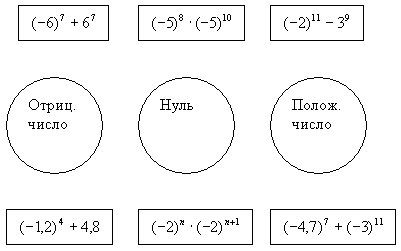 (−6)⁷ + 6⁷
(−5)⁸ · (−5)¹⁰
(−2)¹¹ − 3⁹
Отриц.
число
Нуль
Полож.
число
(−1,2)⁴ + 4,8
(−2)ⁿ · (−2)ⁿ⁺¹
(−4,7)⁷ + (−3)¹¹